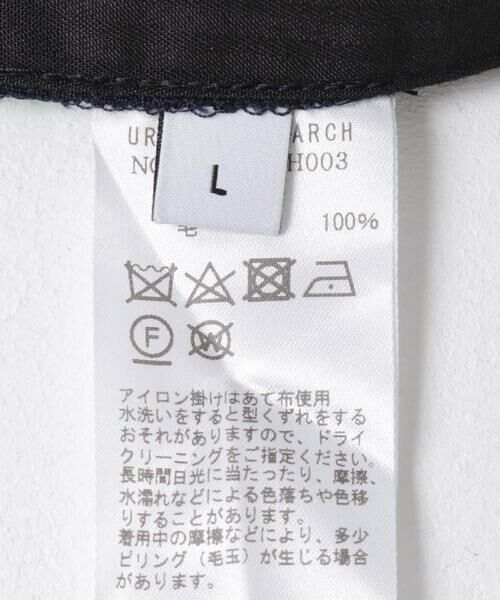 UR ARCH
NO H003
L
毛 100%
F
W
アイロン掛けはあて布使用
水洗いをすると型くずれをする
おそれがありますので、ドライ
クリーニングをご指定ください。
長時間日光に当たったり、摩擦、
水濡れなどによる色落ちや色移
りすることがあります。
着用中の摩擦などにより、多少
ピリング（毛玉）が生じる場合
があります。